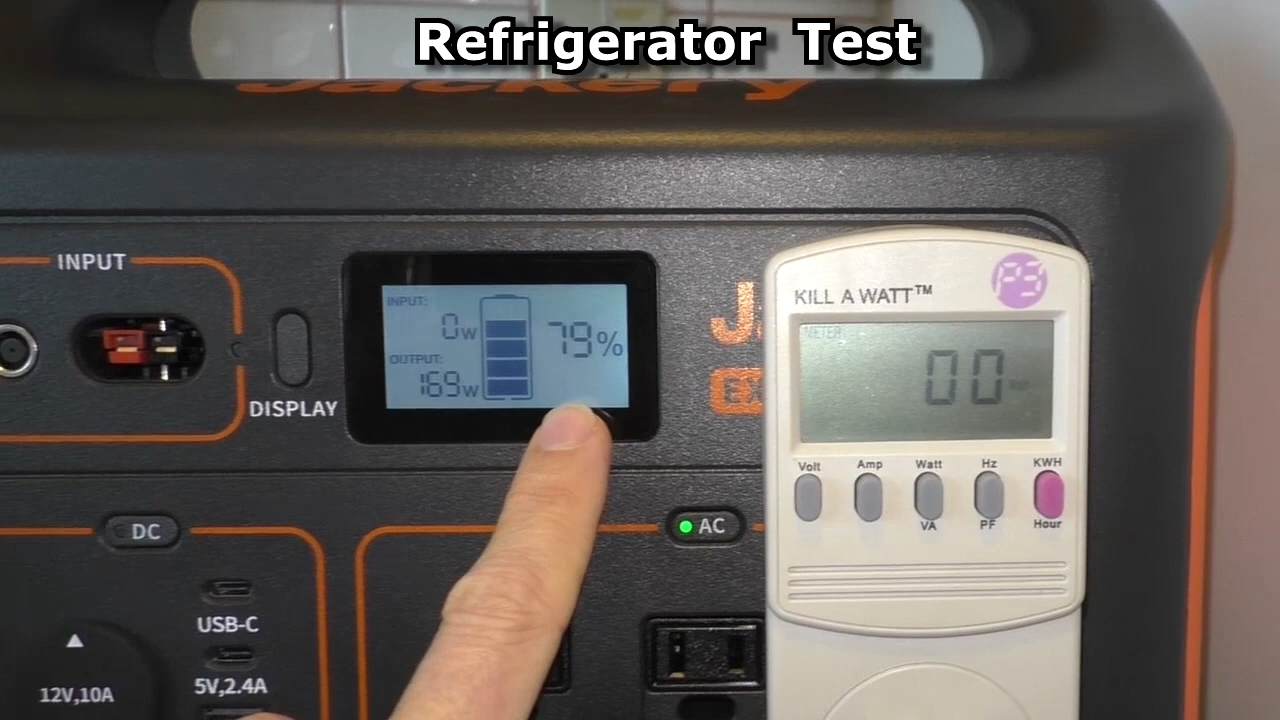 Refrigerator Test
Jackery
INPUT
DISPLAY
INPUT:
0w
OUTPUT:
169w
79%
KILL A WATT™
P3
METER
00
Volt Amp Watt Hz KWH
VA PF Hour
DC
AC
USB-C
5V,2.4A
12V,10A